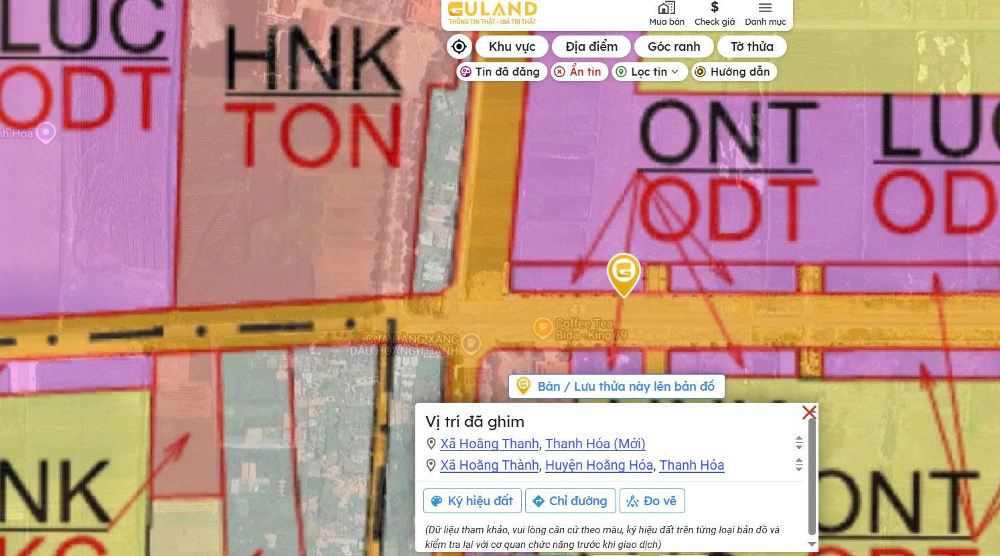 GULAND
THÔNG TIN THẬT - GIÁ TRỊ THẬT
Mua bán
$
Check giá
Danh mục
Khu vực
Địa điểm
Góc ranh
Tờ thửa
Tin đã đăng
Ẩn tin
Lọc tin
Hướng dẫn
LUC
ODT
HNK
TON
ONT
ODT
LUC
OD
nh Hóa
Coffee Tea
Bida - King 79
CỬA HÀNG XĂNG
DẦU HOÀNG THÀNH
Bán / Lưu thửa này lên bản đồ
Vị trí đã ghim
Xã Hoằng Thanh, Thanh Hóa (Mới)
Xã Hoằng Thành, Huyện Hoằng Hóa, Thanh Hóa
Ký hiệu đất
Chỉ đường
Đo vẽ
(Dữ liệu tham khảo, vui lòng căn cứ theo màu, ký hiệu đất trên từng loại bản đồ và
kiểm tra lại với cơ quan chức năng trước khi giao dịch)
NK
KC
ONT